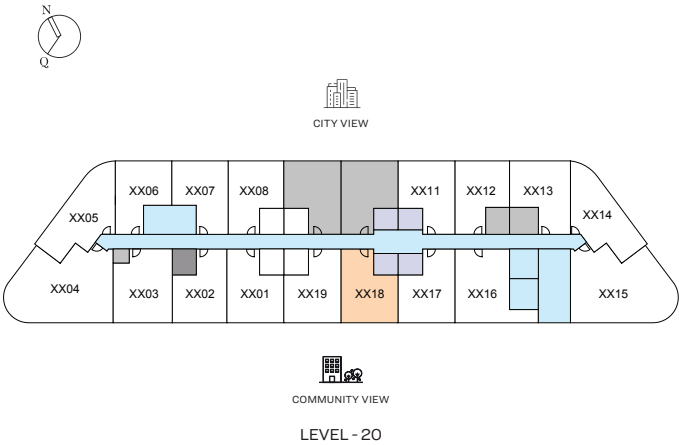 N
Q
CITY VIEW
XX06 XX07 XX08 XX11 XX12 XX13
XX05 XX14
XX04 XX03 XX02 XX01 XX19 XX18 XX17 XX16 XX15
COMMUNITY VIEW
LEVEL - 20